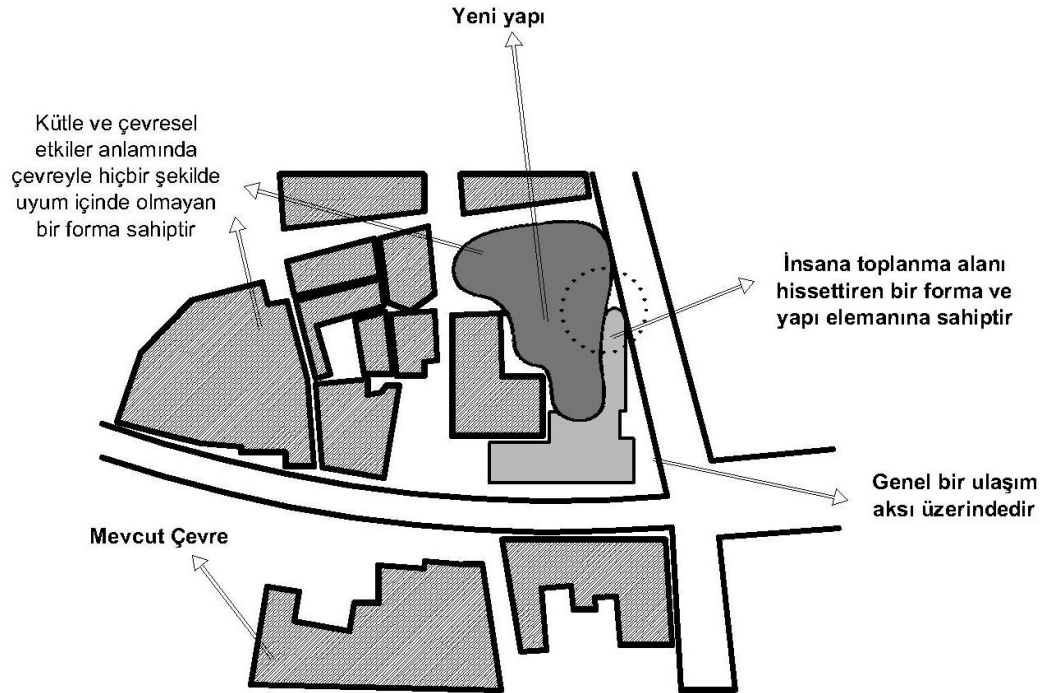 Yeni yapı
Kütle ve çevresel
etkiler anlamında
çevreyle hiçbir şekilde
uyum içinde olmayan
bir forma sahiptir
İnsana toplanma alanı
hissettiren bir forma ve
yapı elemanına sahiptir
Genel bir ulaşım
aksı üzerindedir
Mevcut Çevre